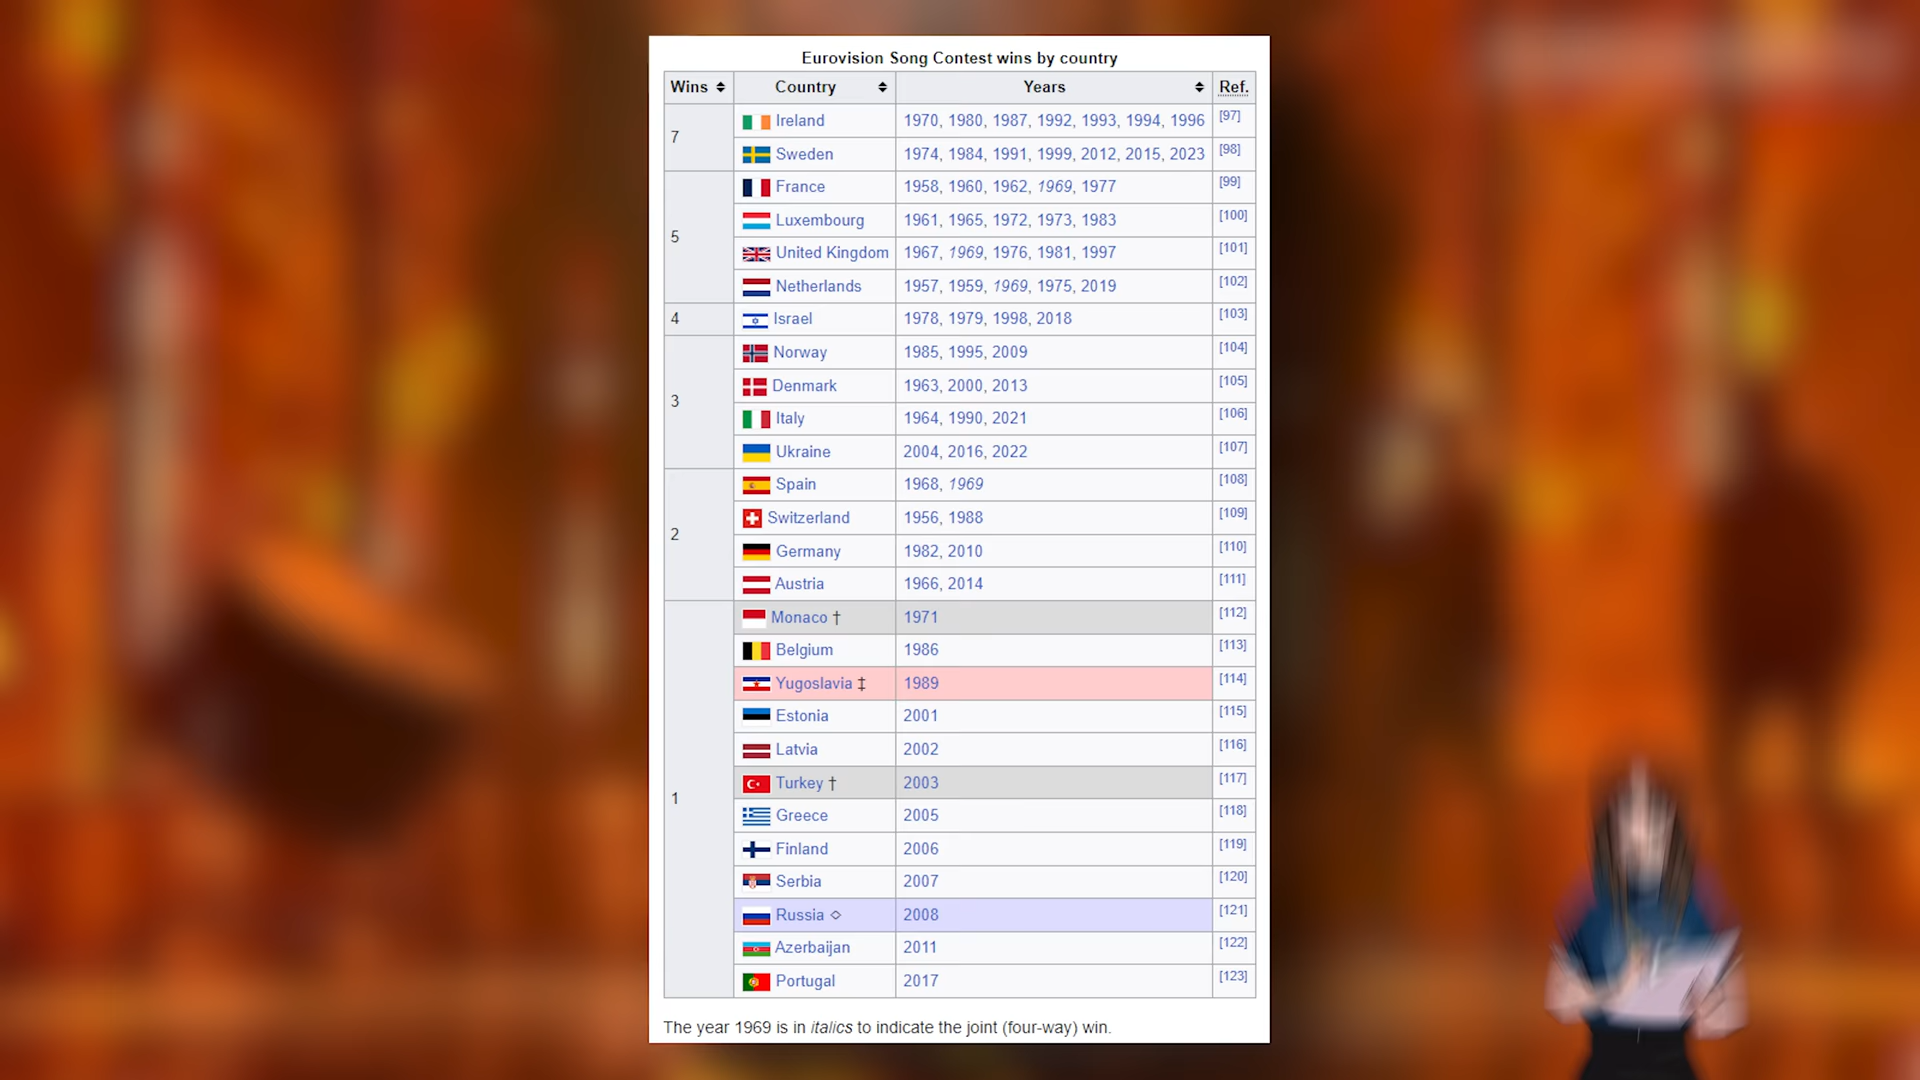 Eurovision Song Contest wins by country
Wins Country Years Ref.
7 Ireland 1970, 1980, 1987, 1992, 1993, 1994, 1996 [97]
Sweden 1974, 1984, 1991, 1999, 2012, 2015, 2023 [98]
5 France 1958, 1960, 1962, 1969, 1977 [99]
Luxembourg 1961, 1965, 1972, 1973, 1983 [100]
United Kingdom 1967, 1969, 1976, 1981, 1997 [101]
Netherlands 1957, 1959, 1969, 1975, 2019 [102]
4 Israel 1978, 1979, 1998, 2018 [103]
3 Norway 1985, 1995, 2009 [104]
Denmark 1963, 2000, 2013 [105]
Italy 1964, 1990, 2021 [106]
Ukraine 2004, 2016, 2022 [107]
2 Spain 1968, 1969 [108]
Switzerland 1956, 1988 [109]
Germany 1982, 2010 [110]
Austria 1966, 2014 [111]
1 Monaco † 1971 [112]
Belgium 1986 [113]
Yugoslavia ‡ 1989 [114]
Estonia 2001 [115]
Latvia 2002 [116]
Turkey † 2003 [117]
Greece 2005 [118]
Finland 2006 [119]
Serbia 2007 [120]
Russia ◇ 2008 [121]
Azerbaijan 2011 [122]
Portugal 2017 [123]
The year 1969 is in italics to indicate the joint (four-way) win.